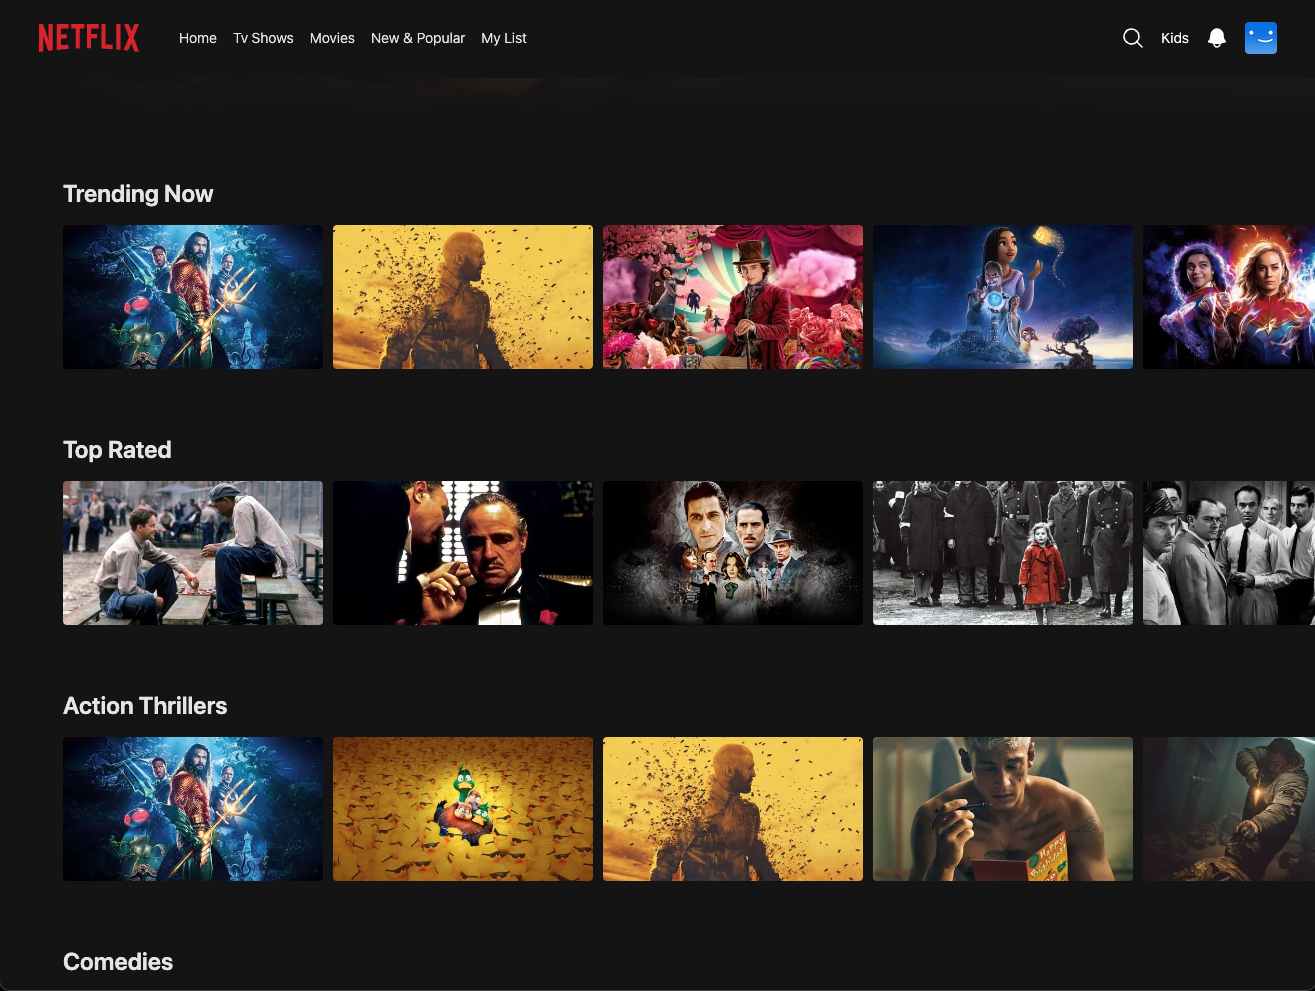 NETFLIX
Home Tv Shows Movies New & Popular My List
Kids
Trending Now
Top Rated
Action Thrillers
Happy
Birthday
Comedies